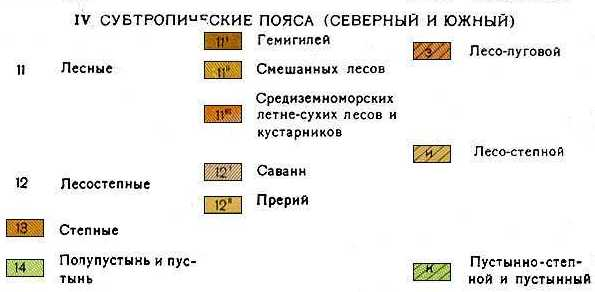 IV СУБТРОПИЧЕСКИЕ ПОЯСА (СЕВЕРНЫЙ И ЮЖНЫЙ)
11 Лесные
11I Гемигилей
11II Смешанных лесов
11III Средиземноморских
летне-сухих лесов и
кустарников
З Лесо-луговой
12 Лесостепные
12I Саванн
12II Прерий
И Лесо-степной
13 Степные
14 Полупустынь и пус-
тынь
К Пустынно-степ-
ной и пустынный